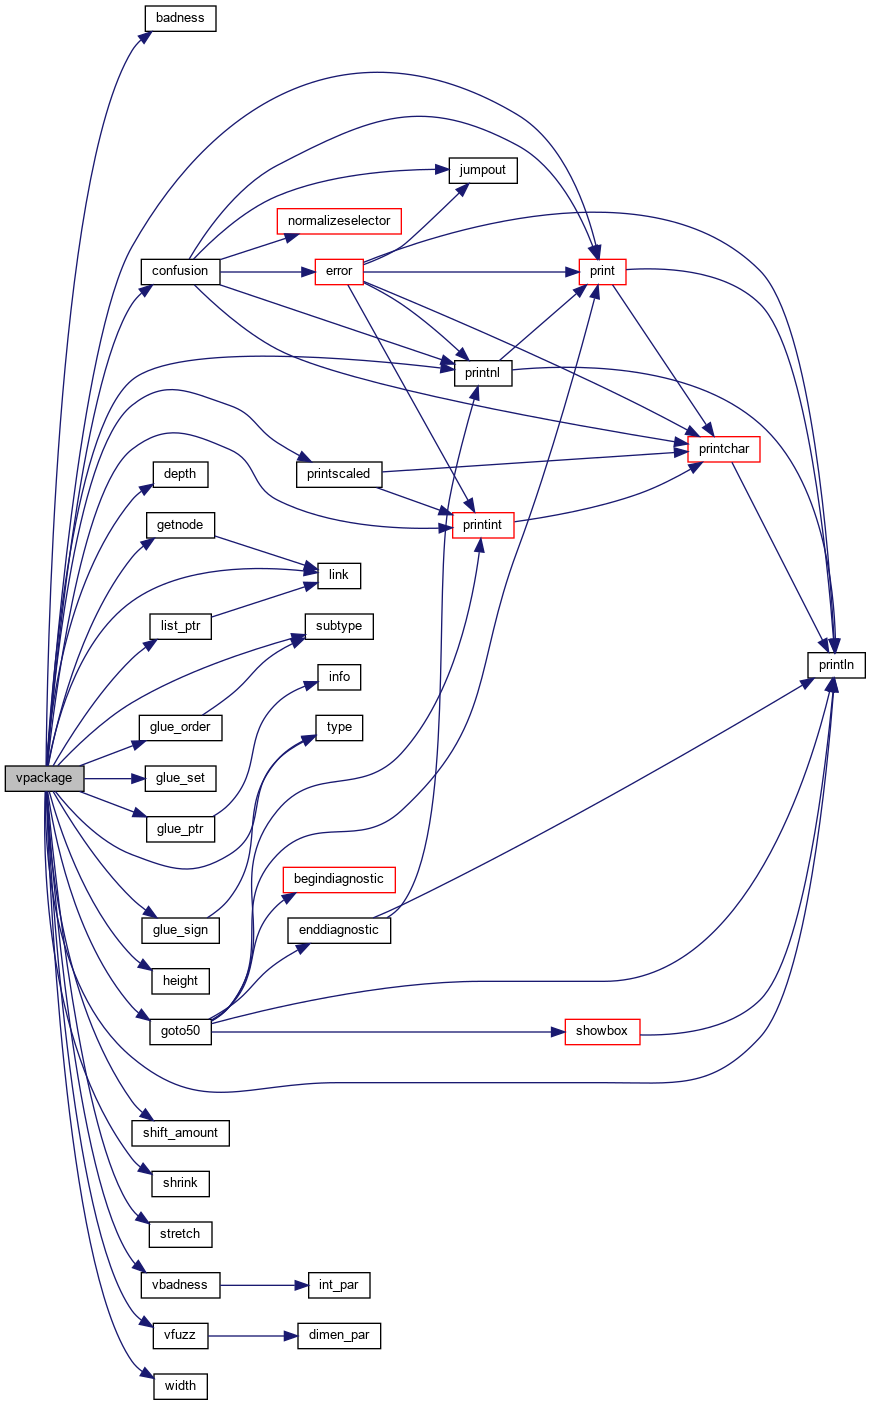 badness
jumpout
normalizeselector
confusion
error
print
printnl
printchar
depth
printscaled
getnode
printint
link
list_ptr
subtype
println
info
glue_order
type
vpackage
glue_set
glue_ptr
begindiagnostic
glue_sign
enddiagnostic
height
goto50
showbox
shift_amount
shrink
stretch
vbadness
int_par
vfuzz
dimen_par
width